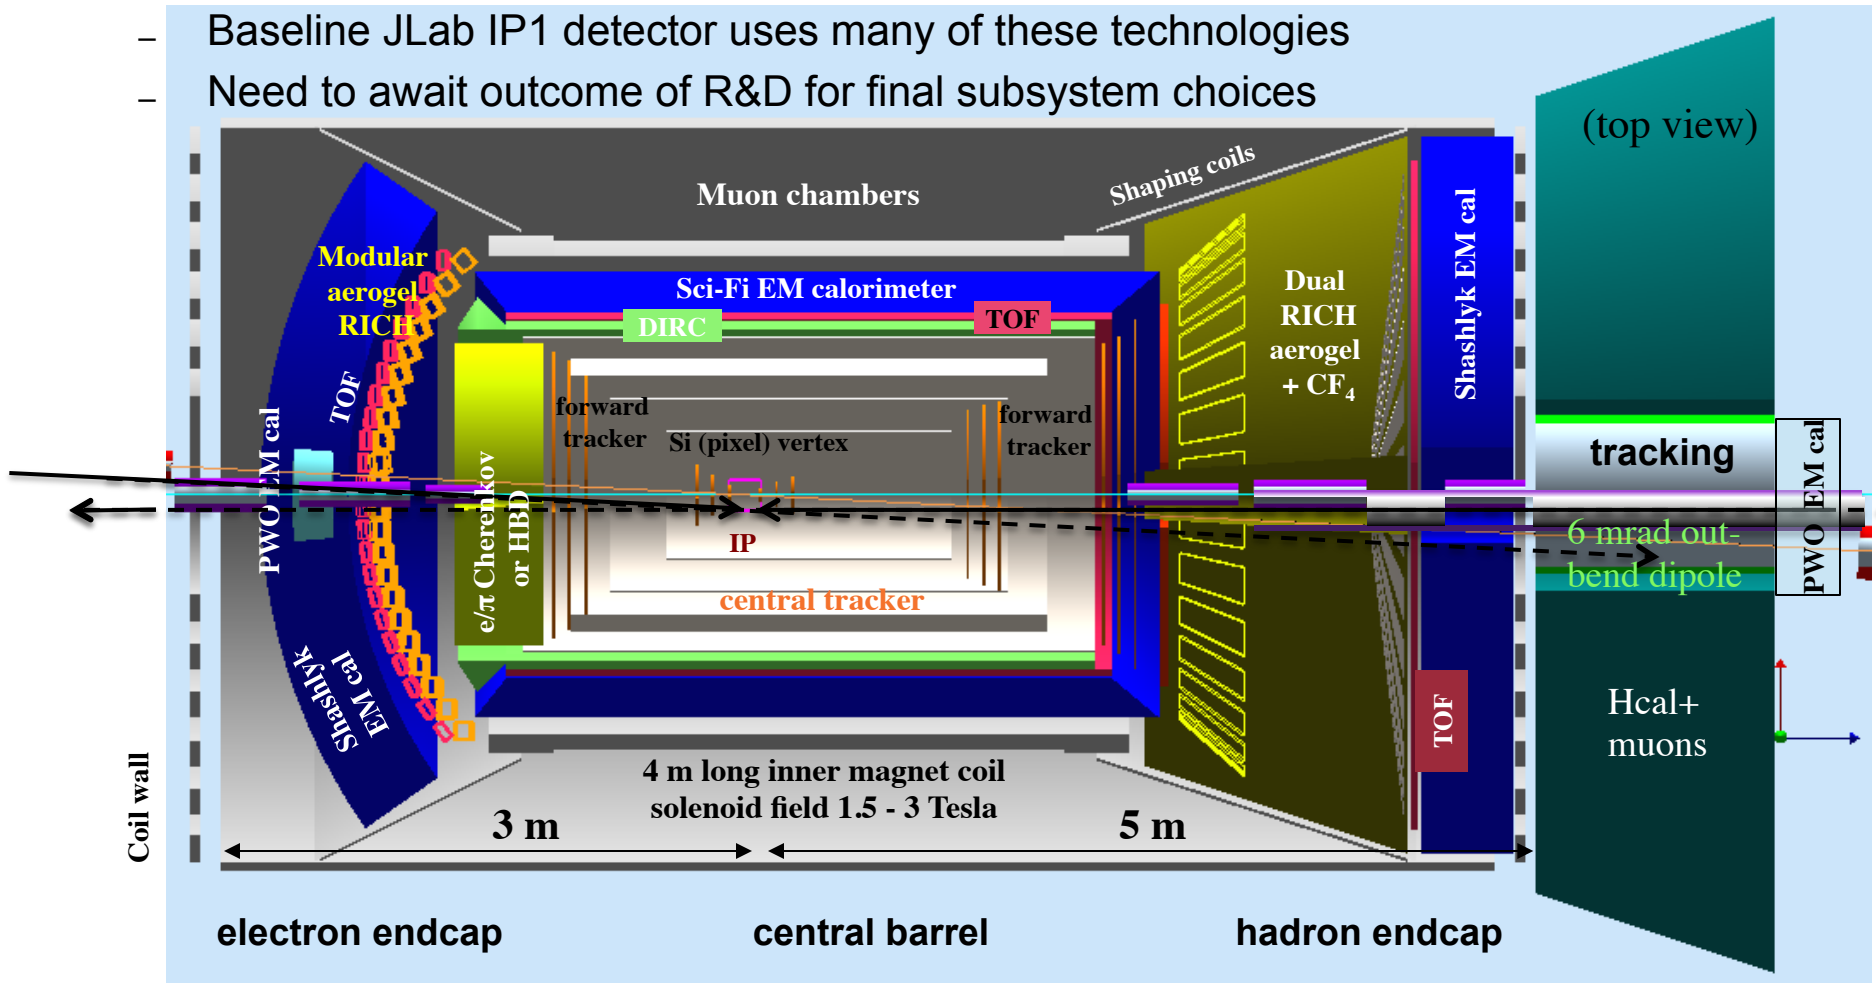 – Baseline JLab IP1 detector uses many of these technologies
– Need to await outcome of R&D for final subsystem choices
(top view)
Muon chambers
Shaping coils
Modular
aerogel
RICH
Sci-Fi EM calorimeter
DIRC
TOF
Dual
RICH
aerogel
+ CF₄
Shashlyk EM cal
TOF
PWO EM cal
forward
tracker
Si (pixel) vertex
forward
tracker
tracking
PWO EM cal
e/π Cherenkov
or HBD
IP
central tracker
6 mrad out-
bend dipole
Shashlyk
EM cal
TOF
Hcal+
muons
4 m long inner magnet coil
solenoid field 1.5 - 3 Tesla
Coil wall
3 m
5 m
electron endcap
central barrel
hadron endcap